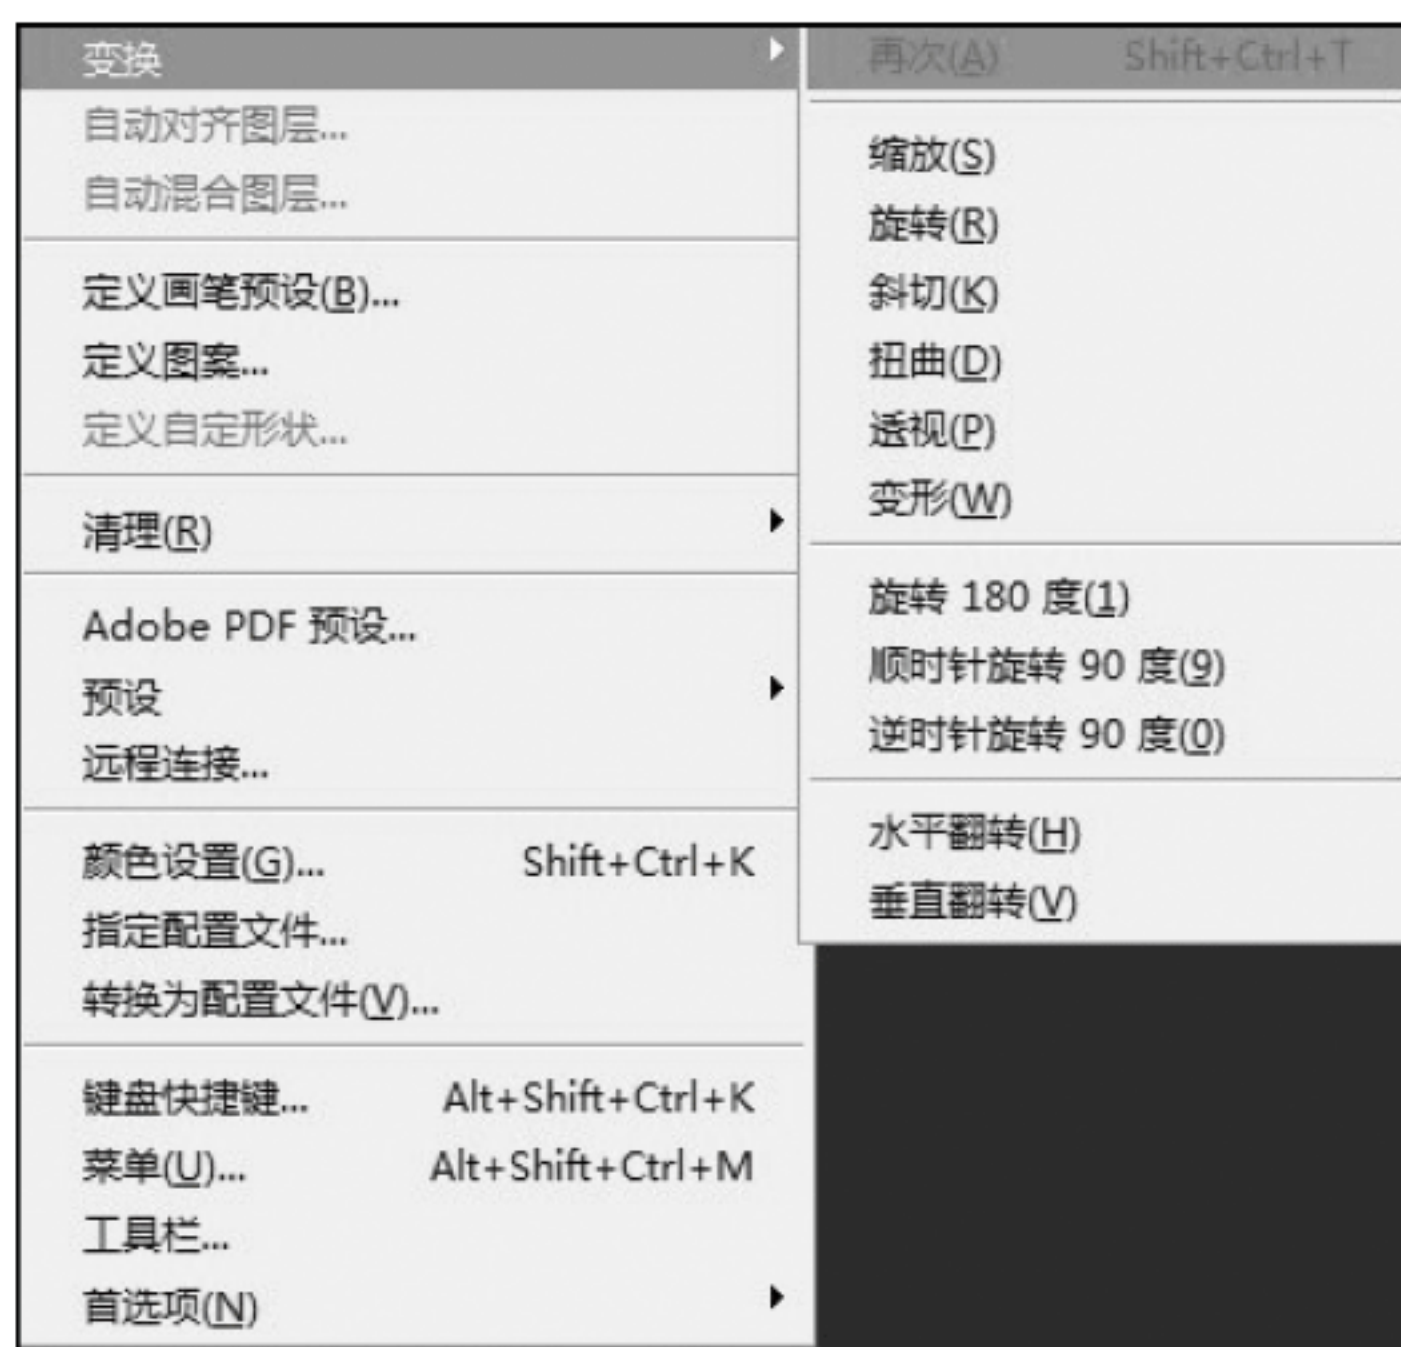 变换
自动对齐图层...
自动混合图层...
定义画笔预设(B)...
定义图案...
定义自定形状...
清理(R)
Adobe PDF 预设...
预设
远程连接...
颜色设置(G)... Shift+Ctrl+K
指定配置文件...
转换为配置文件(V)...
键盘快捷键... Alt+Shift+Ctrl+K
菜单(U)... Alt+Shift+Ctrl+M
工具栏...
首选项(N)
再次(A) Shift+Ctrl+T
缩放(S)
旋转(R)
斜切(K)
扭曲(D)
透视(P)
变形(W)
旋转 180 度(1)
顺时针旋转 90 度(9)
逆时针旋转 90 度(0)
水平翻转(H)
垂直翻转(V)